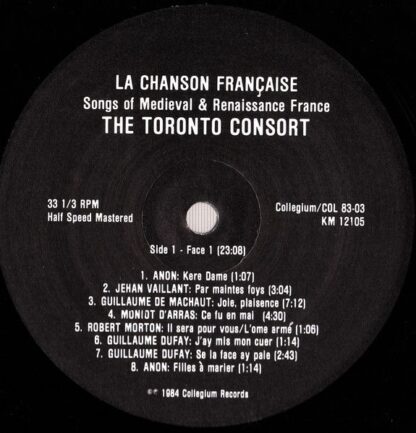 LA CHANSON FRANÇAISE
Songs of Medieval & Renaissance France
THE TORONTO CONSORT
33 1/3 RPM
Half Speed Mastered
Collegium/COL 83-03
KM 12105
Side 1 - Face 1 (23:08)
1. ANON: Kere Dame (1:07)
2. JEHAN VAILLANT: Par maintes foys (3:04)
3. GUILLAUME DE MACHAUT: Joie, plaisence (7:12)
4. MONIOT D'ARRAS: Ce fu en mai (4:30)
5. ROBERT MORTON: Il sera pour vous/L'ome armé (1:06)
6. GUILLAUME DUFAY: J'ay mis mon cuer (1:14)
7. GUILLAUME DUFAY: Se la face ay pale (2:43)
8. ANON: Filles à marier (1:14)
©℗ 1984 Collegium Records